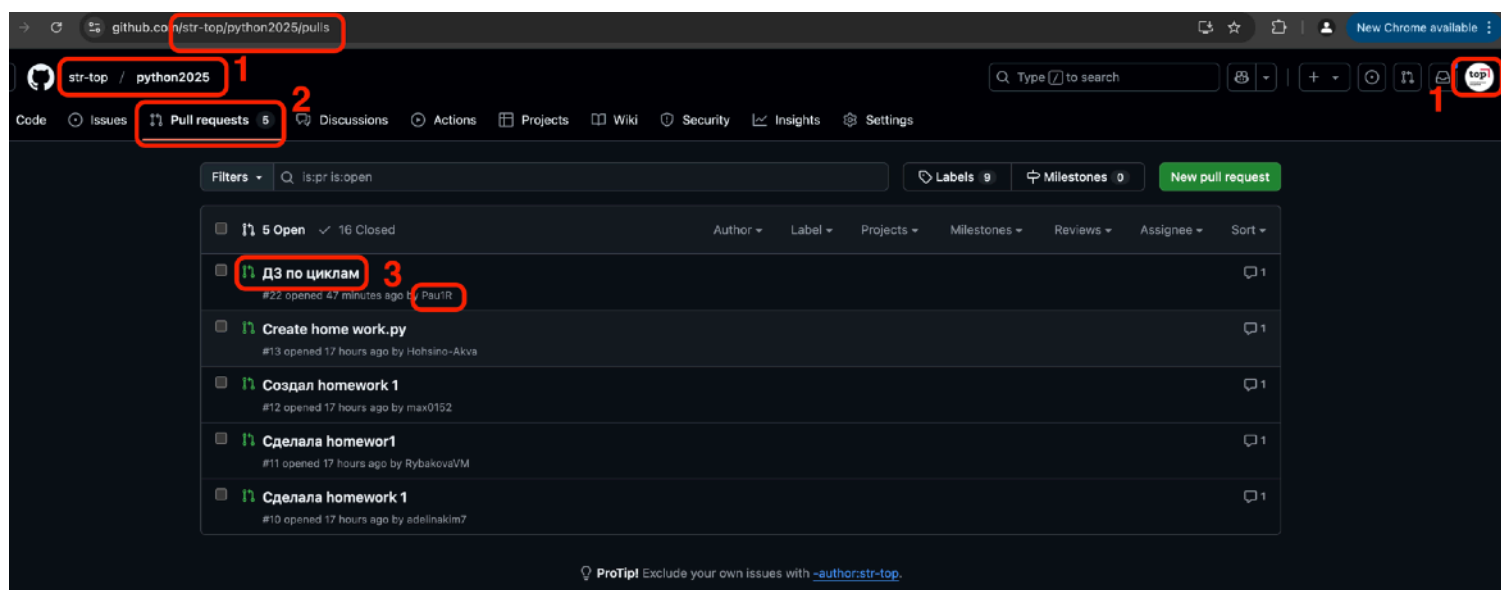 github.com/str-top/python2025/pulls
New Chrome available
str-top / python2025
1
Type / to search
top
1
Code Issues Pull requests 5 Discussions Actions Projects Wiki Security Insights Settings
2
Filters is:pr is:open Labels 9 Milestones 0 New pull request
5 Open 16 Closed Author Label Projects Milestones Reviews Assignee Sort
ДЗ по циклам 1
3
#22 opened 47 minutes ago by Pau1R
Create home work.py 1
#13 opened 17 hours ago by Hohsino-Akva
Создал homework 1 1
#12 opened 17 hours ago by max0152
Сделала homewor1 1
#11 opened 17 hours ago by RybakovaVM
Сделала homework 1 1
#10 opened 17 hours ago by adelinakim7
ProTip! Exclude your own issues with -author:str-top.